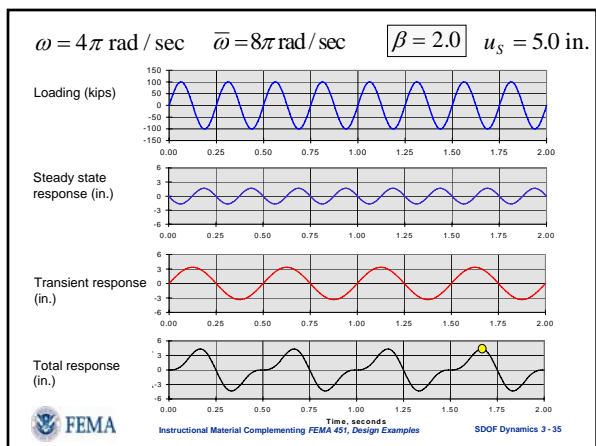 ω = 4π rad / sec ω̅ = 8π rad / sec β = 2.0 u_S = 5.0 in.
Loading (kips)
150
100
50
0
-50
-100
-150
0.00 0.25 0.50 0.75 1.00 1.25 1.50 1.75 2.00
Steady state
response (in.)
6
3
0
-3
-6
0.00 0.25 0.50 0.75 1.00 1.25 1.50 1.75 2.00
Transient response
(in.)
6
3
0
-3
-6
0.00 0.25 0.50 0.75 1.00 1.25 1.50 1.75 2.00
Total response
(in.)
6
3
0
-3
-6
0.00 0.25 0.50 0.75 1.00 1.25 1.50 1.75 2.00
Time, seconds
FEMA
Instructional Material Complementing FEMA 451, Design Examples
SDOF Dynamics 3 - 35